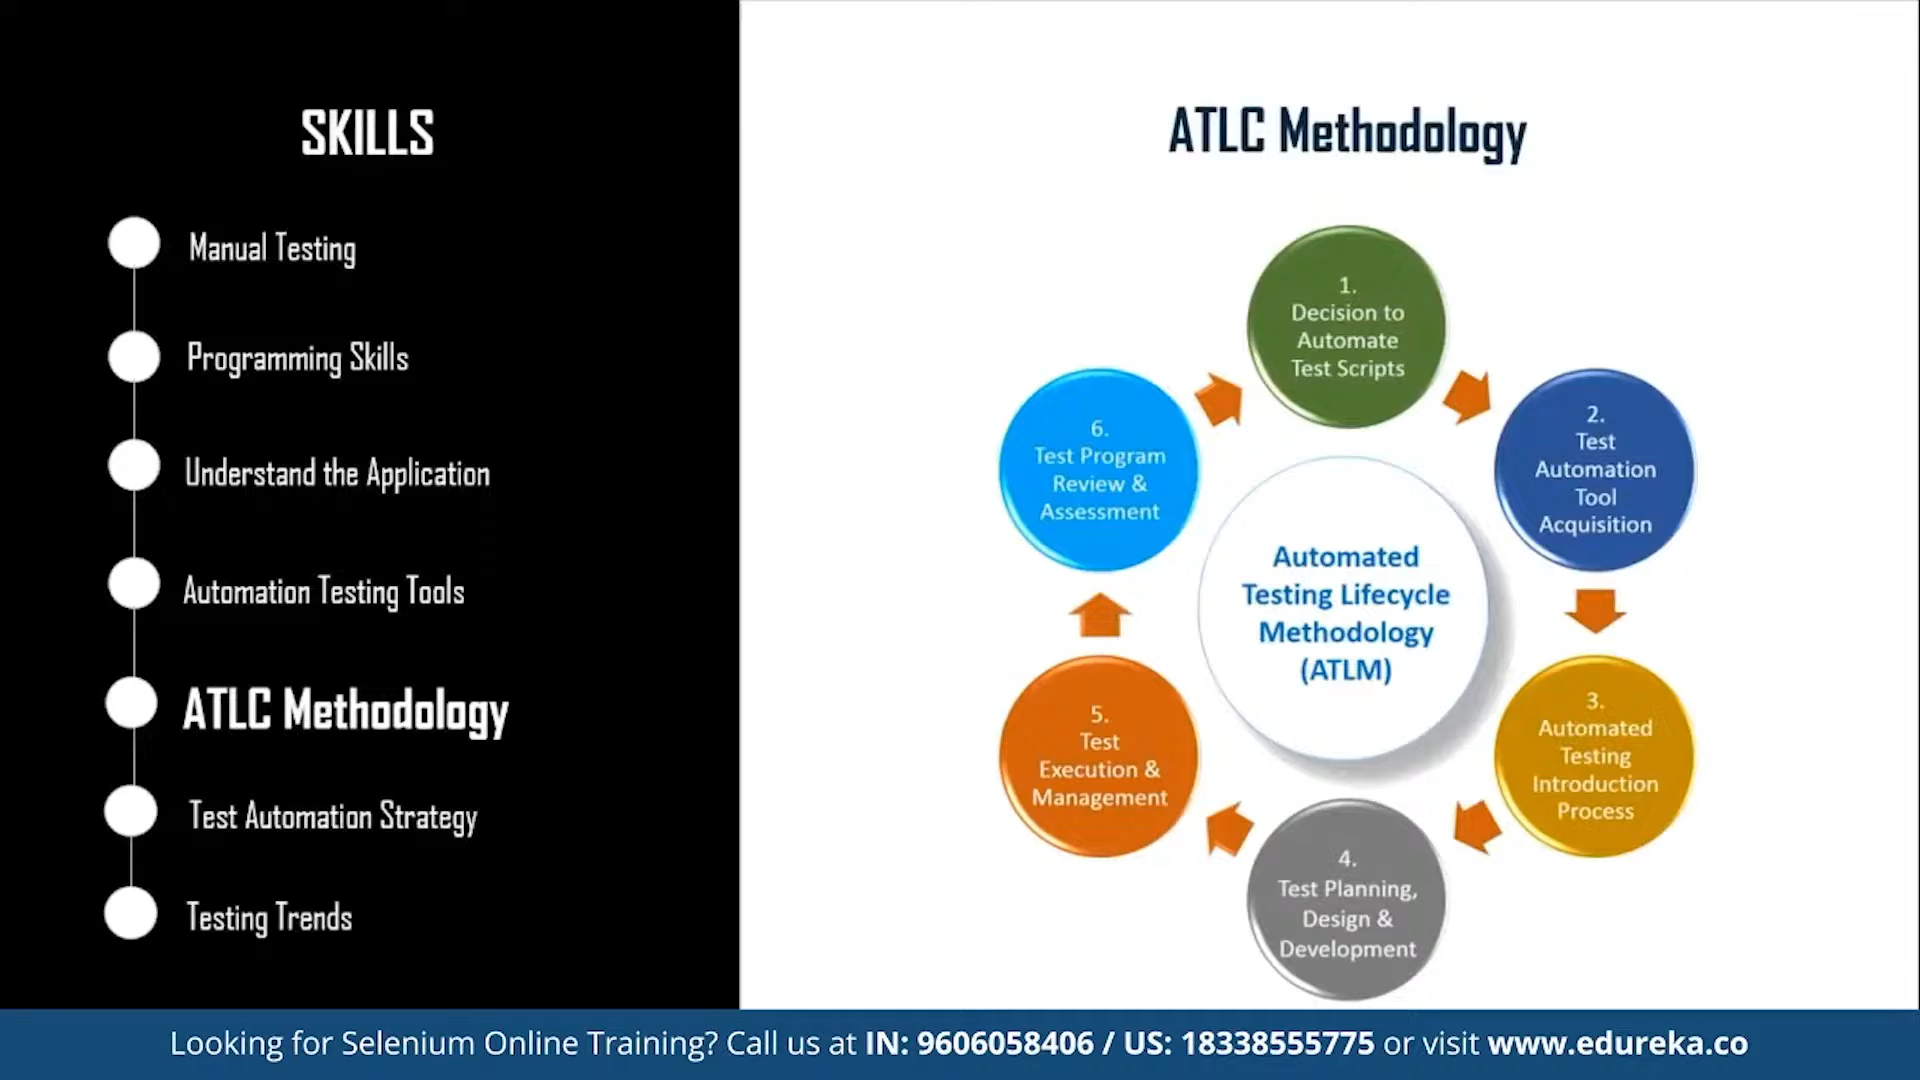 SKILLS
Manual Testing
Programming Skills
Understand the Application
Automation Testing Tools
ATLC Methodology
Test Automation Strategy
Testing Trends
ATLC Methodology
1.
Decision to
Automate
Test Scripts
2.
Test
Automation
Tool
Acquisition
3.
Automated
Testing
Introduction
Process
4.
Test Planning,
Design &
Development
5.
Test
Execution &
Management
6.
Test Program
Review &
Assessment
Automated
Testing Lifecycle
Methodology
(ATLM)
Looking for Selenium Online Training? Call us at IN: 9606058406 / US: 18338555775 or visit www.edureka.co